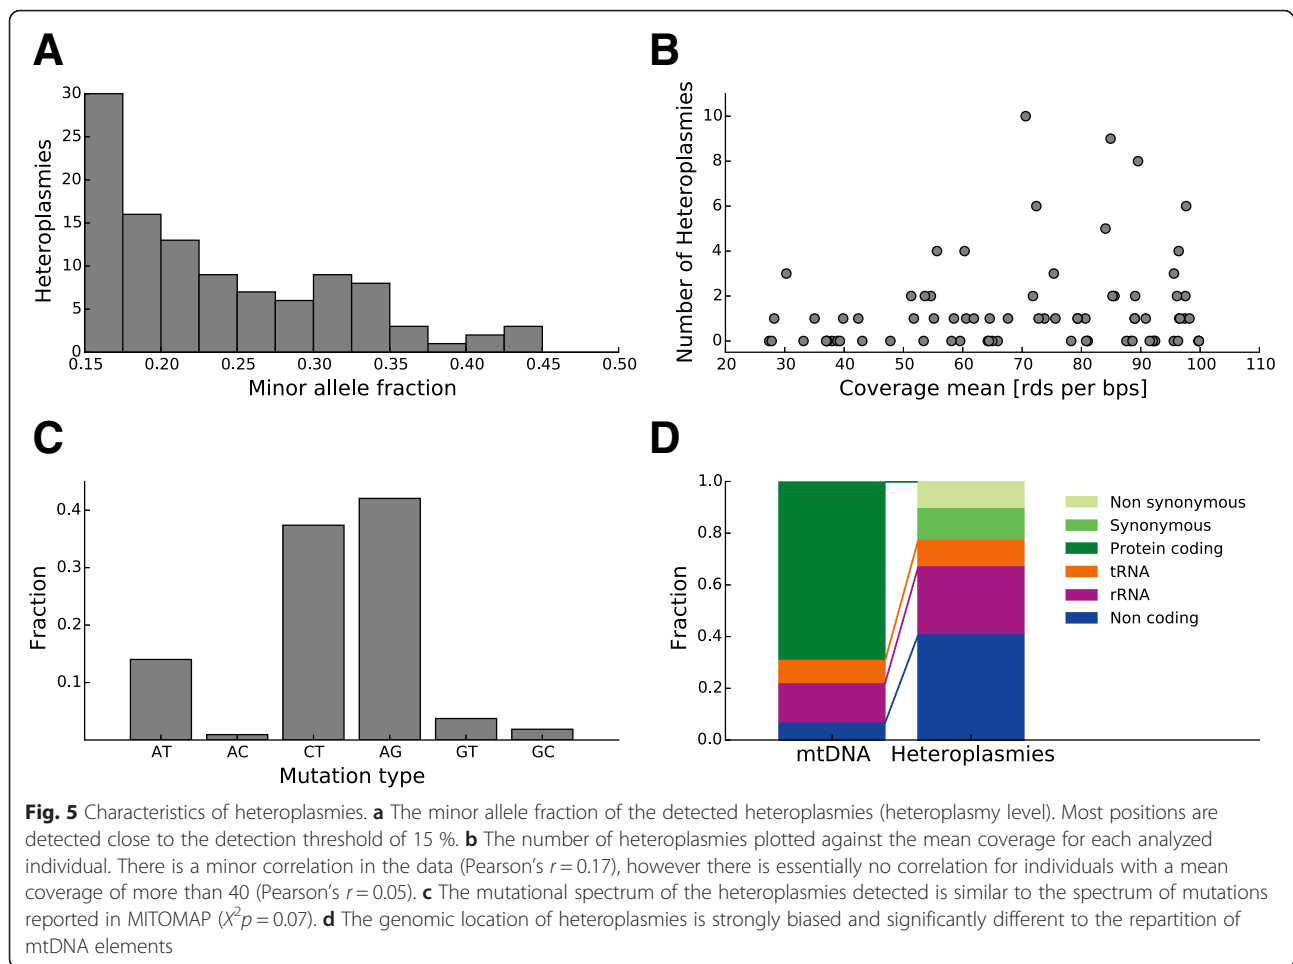 A
B
30
25
20
15
10
5
0
0.15 0.20 0.25 0.30 0.35 0.40 0.45 0.50
Heteroplasmies
Minor allele fraction
10
8
6
4
2
0
20 30 40 50 60 70 80 90 100 110
Number of Heteroplasmies
Coverage mean [rds per bps]
C
D
0.4
0.3
0.2
0.1
AT AC CT AG GT GC
Fraction
Mutation type
1.0
0.8
0.6
0.4
0.2
0.0
mtDNA Heteroplasmies
Fraction
Non synonymous
Synonymous
Protein coding
tRNA
rRNA
Non coding
Fig. 5 Characteristics of heteroplasmies. a The minor allele fraction of the detected heteroplasmies (heteroplasmy level). Most positions are
detected close to the detection threshold of 15 %. b The number of heteroplasmies plotted against the mean coverage for each analyzed
individual. There is a minor correlation in the data (Pearson's r = 0.17), however there is essentially no correlation for individuals with a mean
coverage of more than 40 (Pearson's r = 0.05). c The mutational spectrum of the heteroplasmies detected is similar to the spectrum of mutations
reported in MITOMAP (X²p = 0.07). d The genomic location of heteroplasmies is strongly biased and significantly different to the repartition of
mtDNA elements